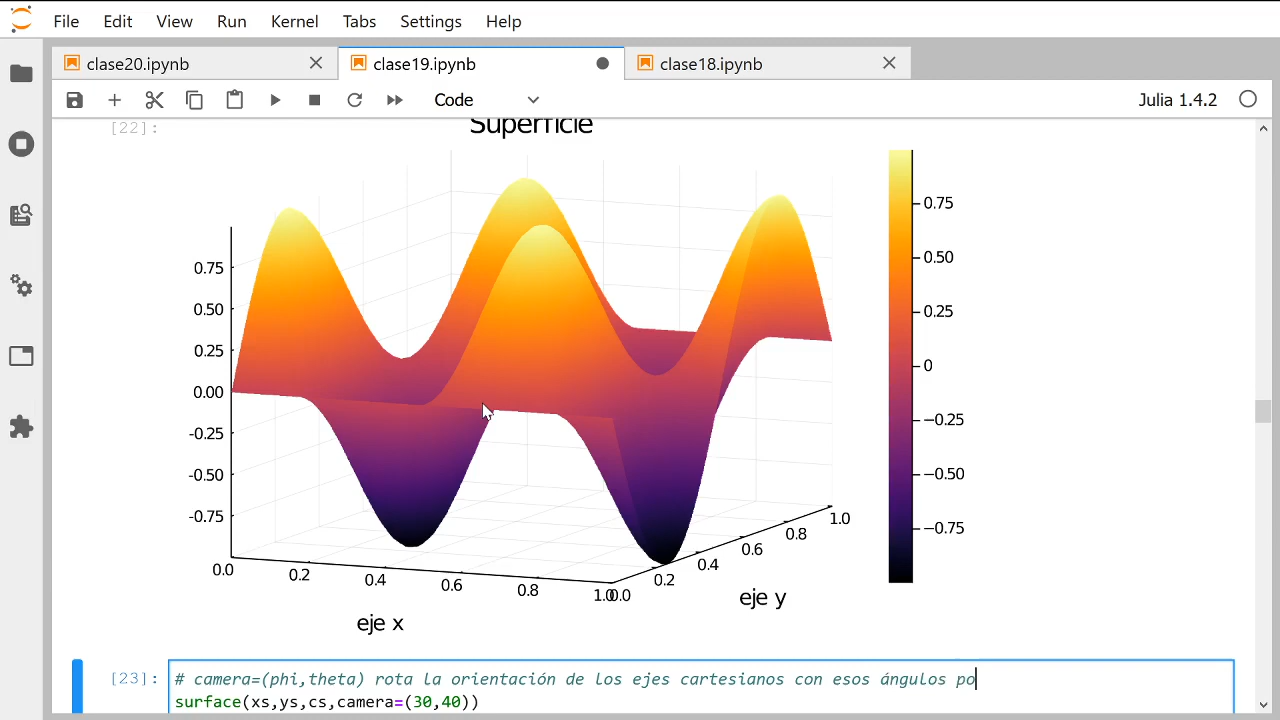 File Edit View Run Kernel Tabs Settings Help
clase20.ipynb clase19.ipynb clase18.ipynb
Code Julia 1.4.2
[22]:
Superficie
0.75
0.50
0.25
0.00
-0.25
-0.50
-0.75
0.0 0.2 0.4 0.6 0.8 1.0
eje x
0.0 0.2 0.4 0.6 0.8 1.0
eje y
0.75
0.50
0.25
0
−0.25
−0.50
−0.75
[23]: # camera=(phi,theta) rota la orientación de los ejes cartesianos con esos ángulos po
surface(xs,ys,cs,camera=(30,40))